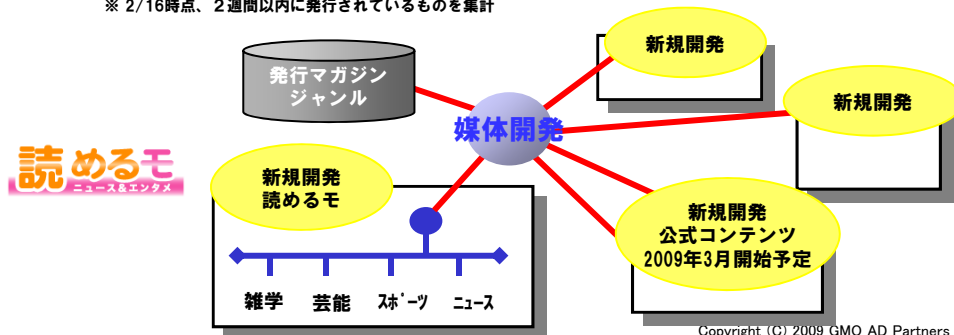 ※ 2/16時点、２週間以内に発行されているものを集計
発行マガジン
ジャンル
新規開発
新規開発
媒体開発
読めるモ
ニュース&エンタメ
新規開発
読めるモ
新規開発
公式コンテンツ
2009年3月開始予定
雑学 芸能 ｽﾎﾟｰﾂ ﾆｭｰｽ
Copyright (C) 2009 GMO AD Partners